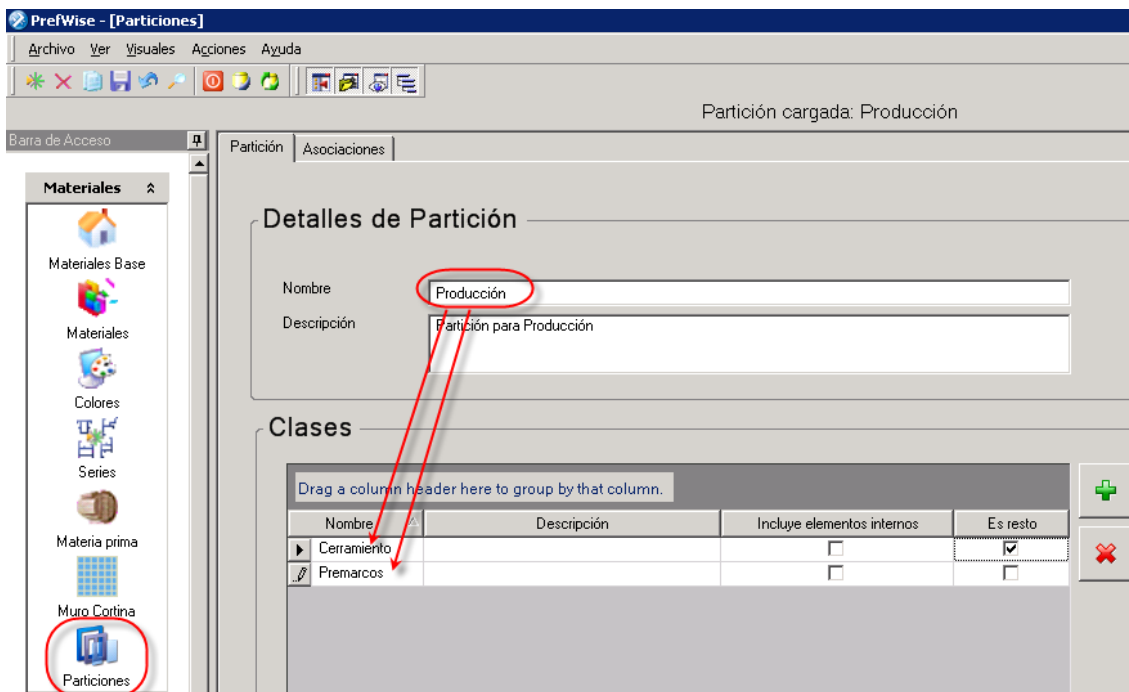 PrefWise - [Particiones]
Archivo Ver Visuales Acciones Ayuda
Partición cargada: Producción
Barra de Acceso
Partición Asociaciones
Materiales
Materiales Base
Materiales
Colores
Series
Materia prima
Muro Cortina
Particiones
Detalles de Partición
Nombre Producción
Descripción Partición para Producción
Clases
Drag a column header here to group by that column.
Nombre Descripción Incluye elementos internos Es resto
Cerramiento
Premarcos